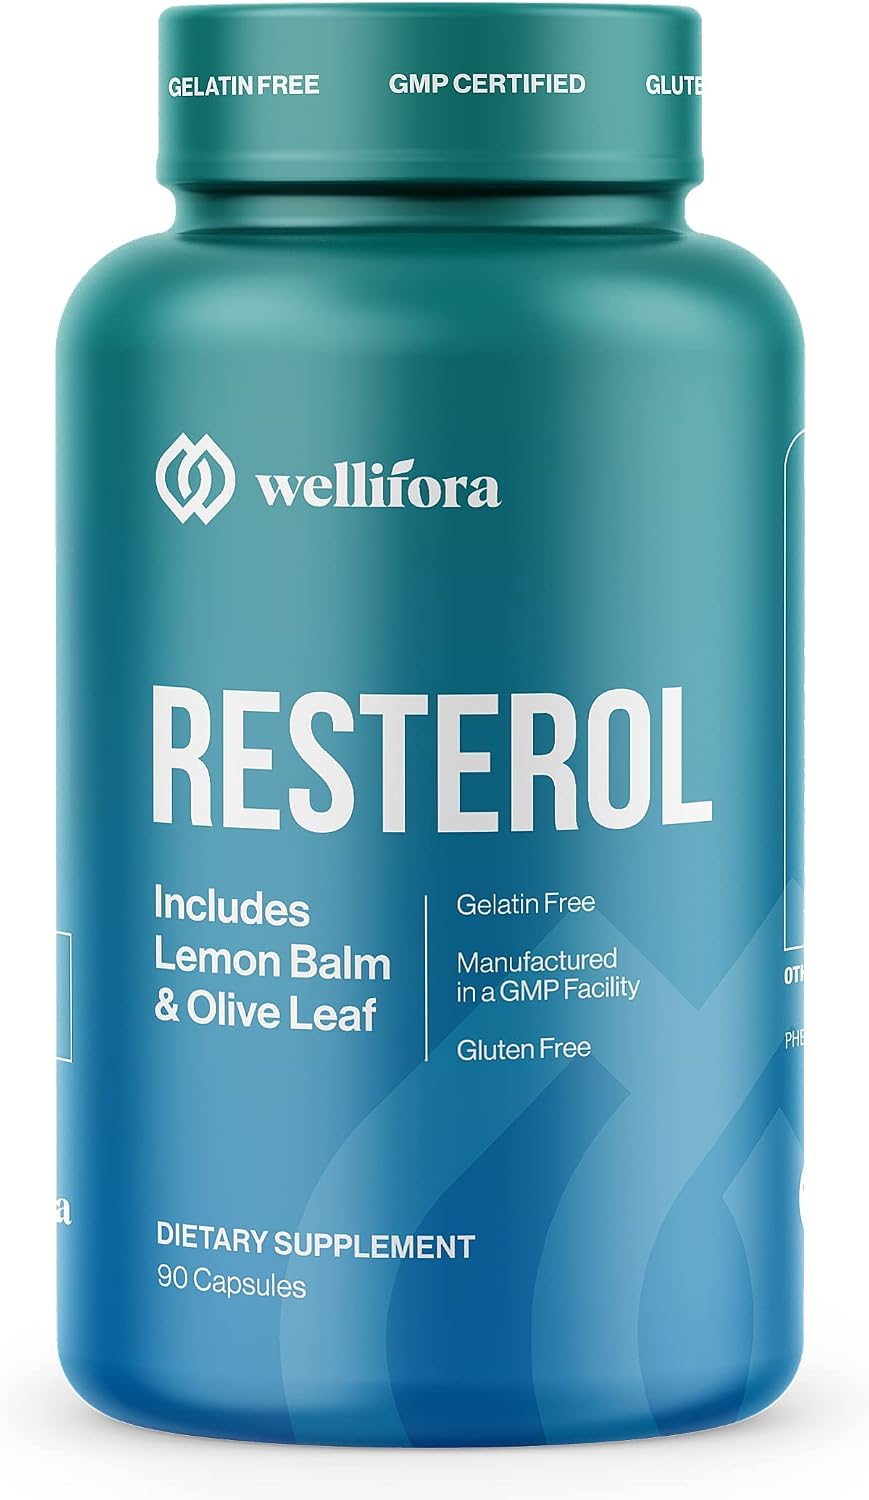 GELATIN FREE GMP CERTIFIED
wellifora
RESTEROL
Includes
Lemon Balm
& Olive Leaf
Gelatin Free
Manufactured
in a GMP Facility
Gluten Free
DIETARY SUPPLEMENT
90 Capsules